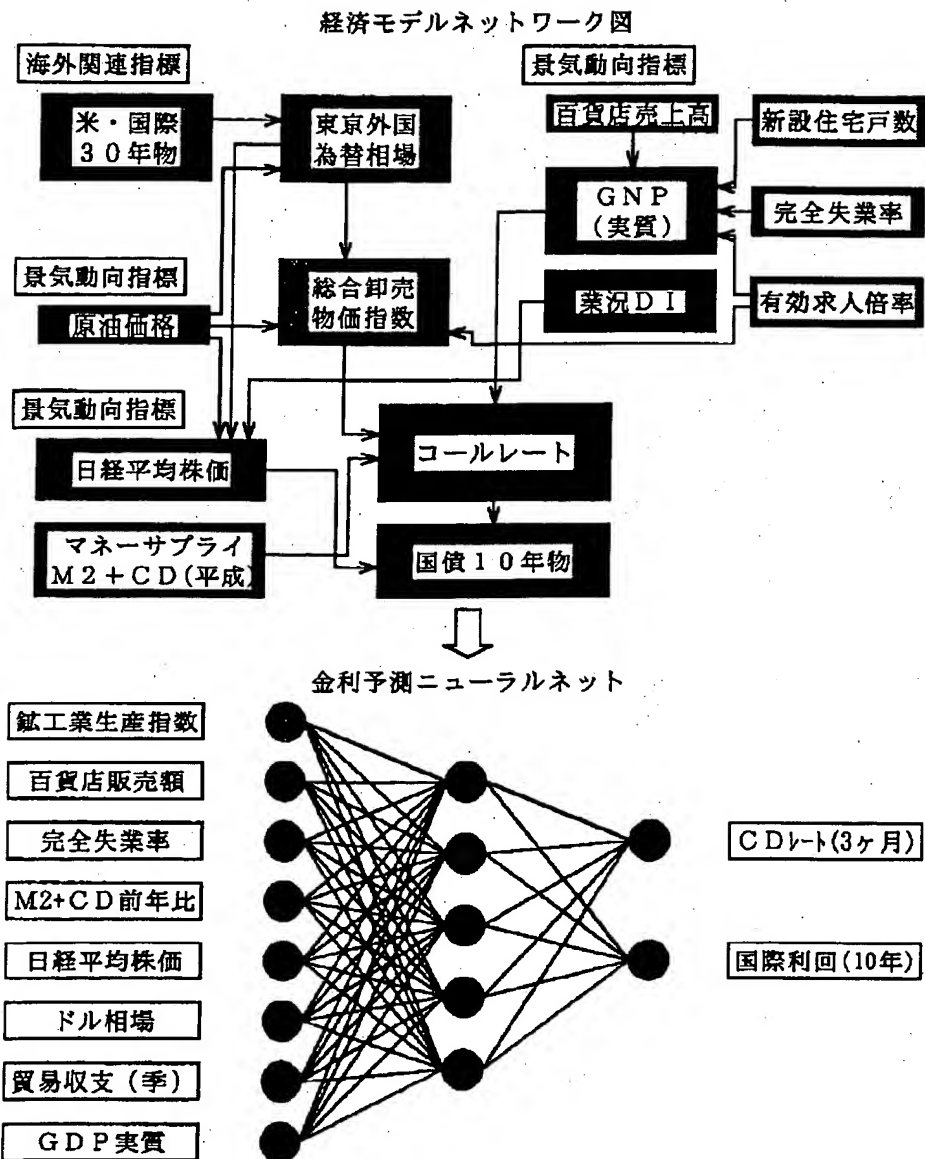 経済モデルネットワーク図
海外関連指標
米・国際
30年物
東京外国
為替相場
景気動向指標
百貨店売上高
新設住宅戸数
GNP
(実質)
完全失業率
景気動向指標
原油価格
総合卸売
物価指数
業況DI
有効求人倍率
景気動向指標
日経平均株価
コールレート
マネーサプライ
M2+CD(平成)
国債10年物
金利予測ニューラルネット
鉱工業生産指数
百貨店販売額
完全失業率
M2+CD前年比
日経平均株価
ドル相場
貿易収支(季)
GDP実質
CDレート(3ヶ月)
国際利回(10年)